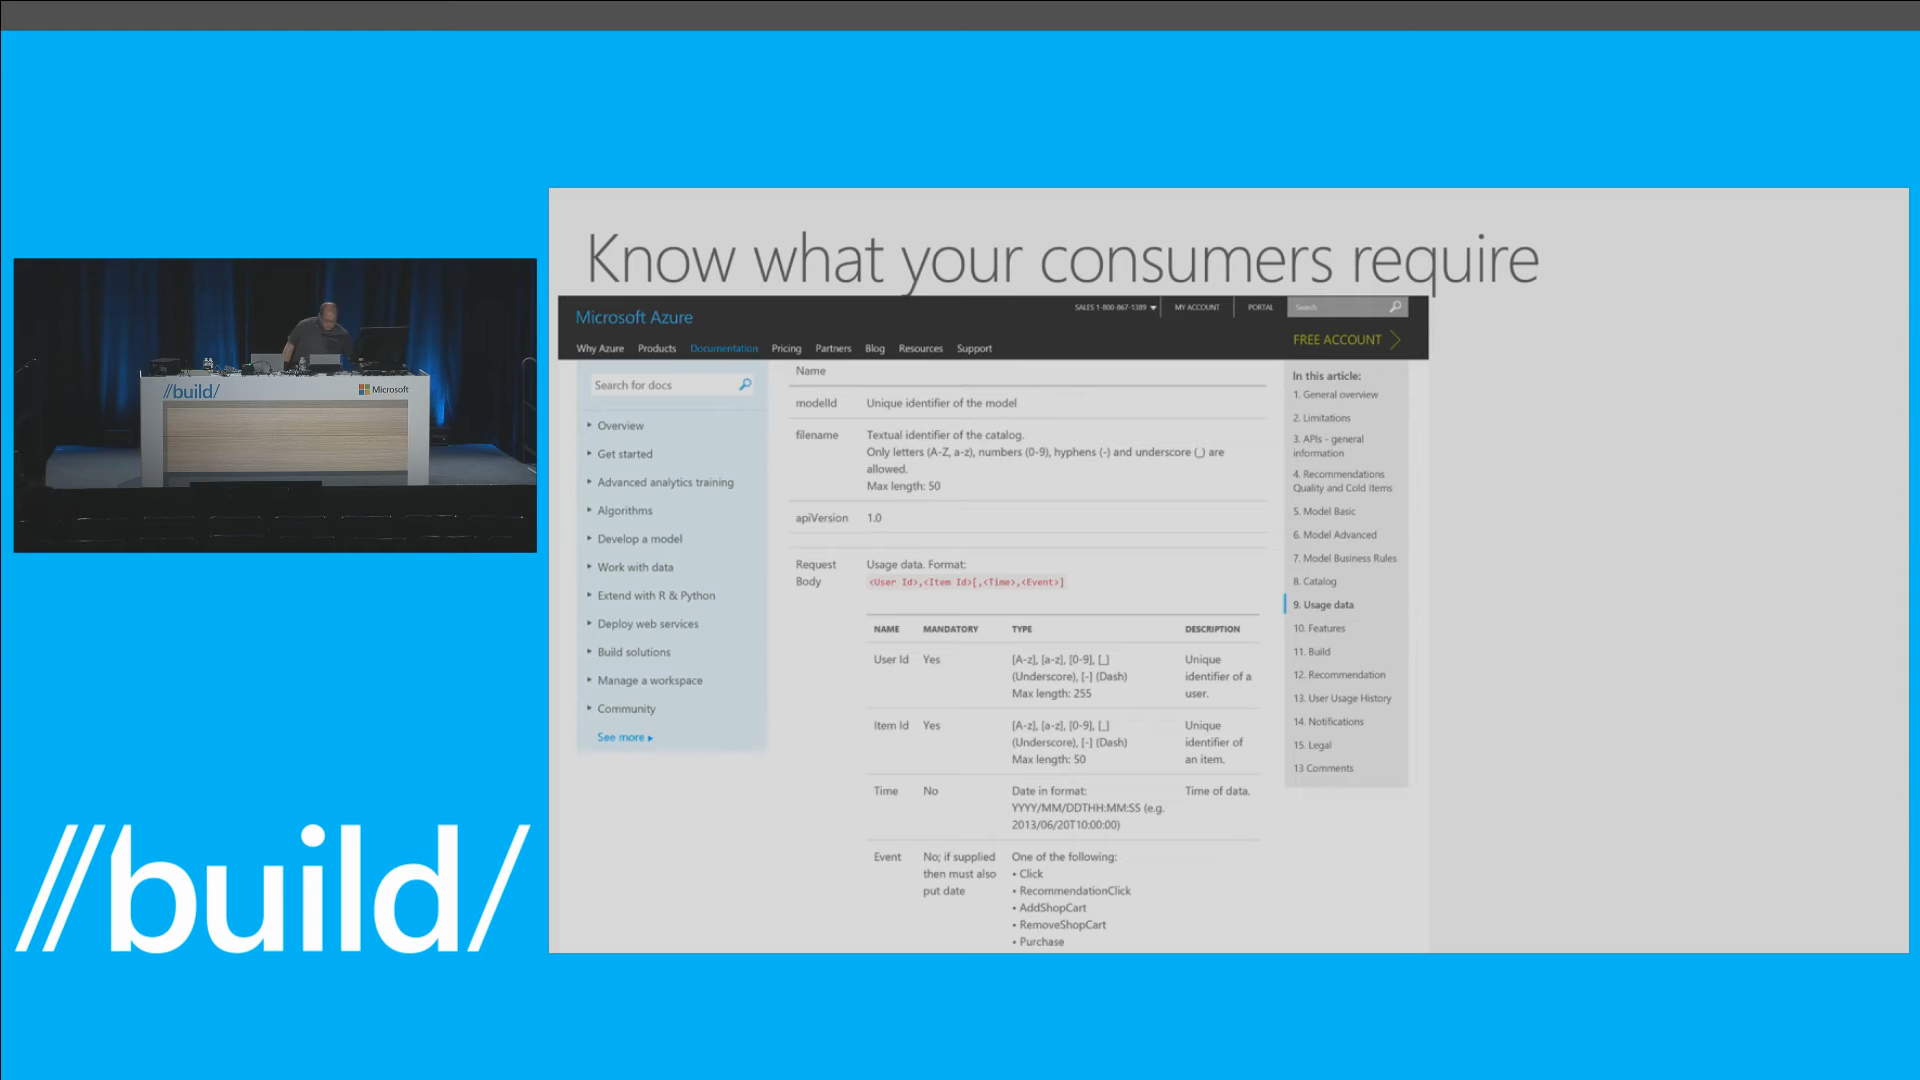 Know what your consumers require
Microsoft Azure
SALES 1-800-867-1389
MY ACCOUNT
PORTAL
Search
FREE ACCOUNT
Why Azure
Products
Documentation
Pricing
Partners
Blog
Resources
Support
Search for docs
Overview
Get started
Advanced analytics training
Algorithms
Develop a model
Work with data
Extend with R & Python
Deploy web services
Build solutions
Manage a workspace
Community
See more
Name
modelId Unique identifier of the model
filename Textual identifier of the catalog.
Only letters (A-Z, a-z), numbers (0-9), hyphens (-) and underscore (_) are
allowed.
Max length: 50
apiVersion 1.0
Request Usage data. Format:
Body <User Id>,<Item Id>[,<Time>,<Event>]
NAME MANDATORY TYPE DESCRIPTION
User Id Yes [A-z], [a-z], [0-9], [_] Unique
(Underscore), [-] (Dash) identifier of a
Max length: 255 user.
Item Id Yes [A-z], [a-z], [0-9], [_] Unique
(Underscore), [-] (Dash) identifier of
Max length: 50 an item.
Time No Date in format: Time of data.
YYYY/MM/DDTHH:MM:SS (e.g.
2013/06/20T10:00:00)
Event No; if supplied One of the following:
then must also • Click
put date • RecommendationClick
• AddShopCart
• RemoveShopCart
• Purchase
In this article:
1. General overview
2. Limitations
3. APIs - general
information
4. Recommendations
Quality and Cold Items
5. Model Basic
6. Model Advanced
7. Model Business Rules
8. Catalog
9. Usage data
10. Features
11. Build
12. Recommendation
13. User Usage History
14. Notifications
15. Legal
13 Comments
//build/
Microsoft
//build/